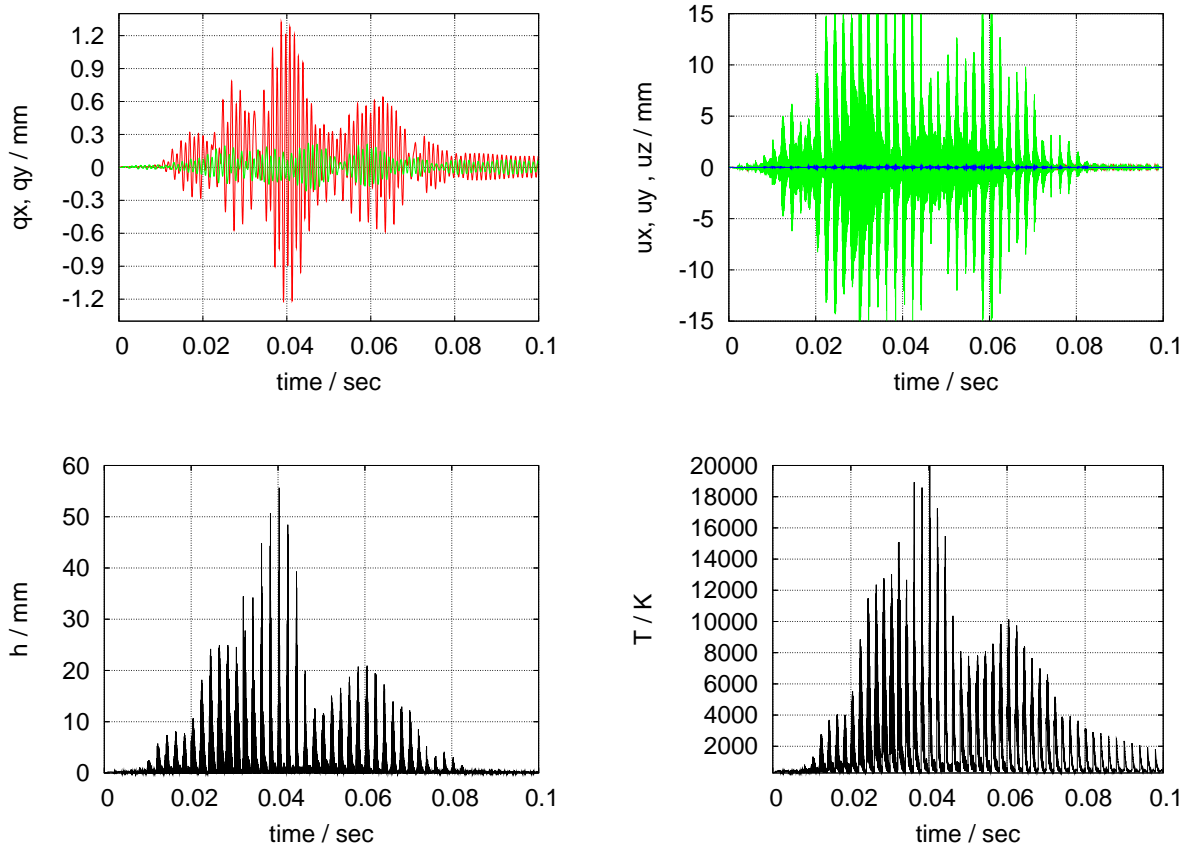 1.2
0.9
0.6
0.3
0
-0.3
-0.6
-0.9
-1.2
qx, qy / mm
0 0.02 0.04 0.06 0.08 0.1
time / sec
15
10
5
0
-5
-10
-15
ux, uy , uz / mm
0 0.02 0.04 0.06 0.08 0.1
time / sec
60
50
40
30
20
10
0
h / mm
0 0.02 0.04 0.06 0.08 0.1
time / sec
20000
18000
16000
14000
12000
10000
8000
6000
4000
2000
T / K
0 0.02 0.04 0.06 0.08 0.1
time / sec